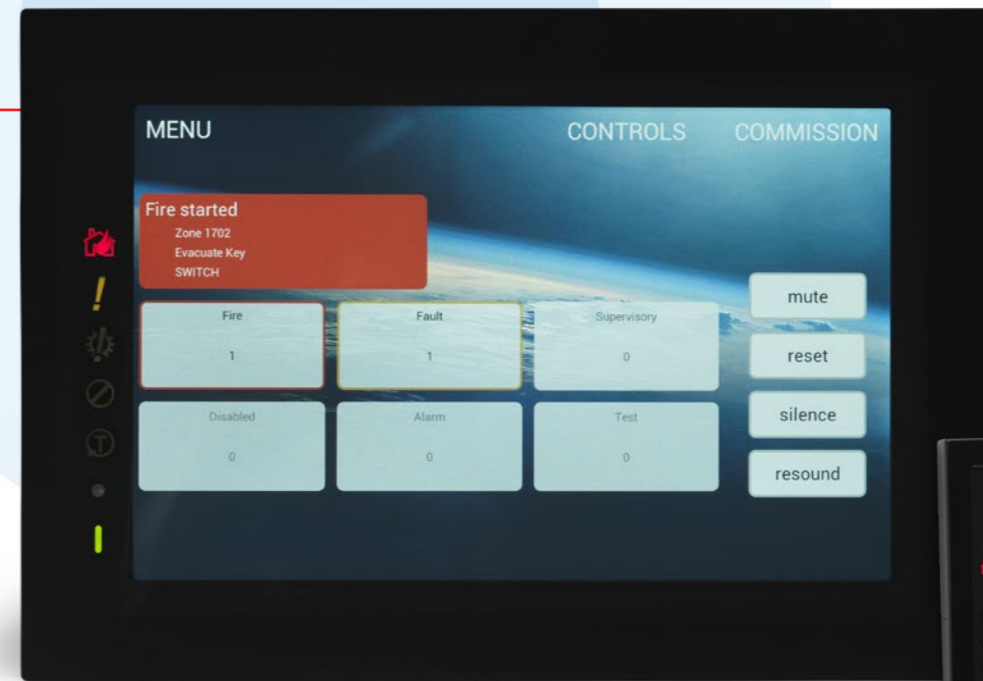 MENU CONTROLS COMMISSION
Fire started
Zone 1702
Evacuate Key
SWITCH
mute
Fire Fault Supervisory
1 1 0
reset
Disabled Alarm Test
0 0 0
silence
resound